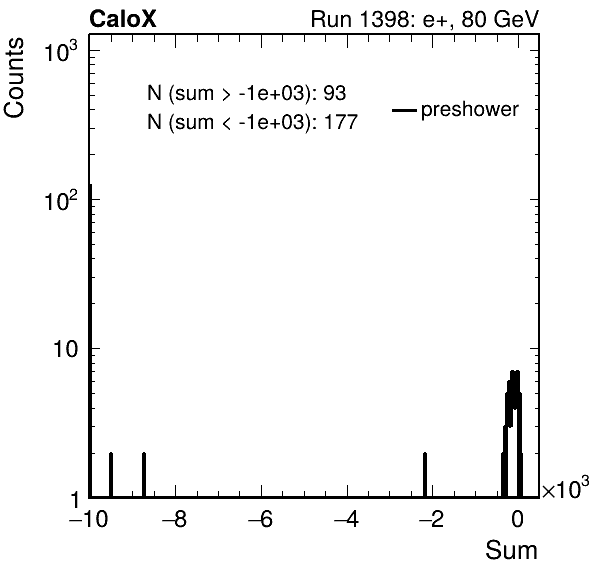 CaloX Run 1398: e+, 80 GeV
Counts
10³
N (sum > -1e+03): 93
N (sum < -1e+03): 177
preshower
10²
10
1
−10 −8 −6 −4 −2 0 ×10³
Sum